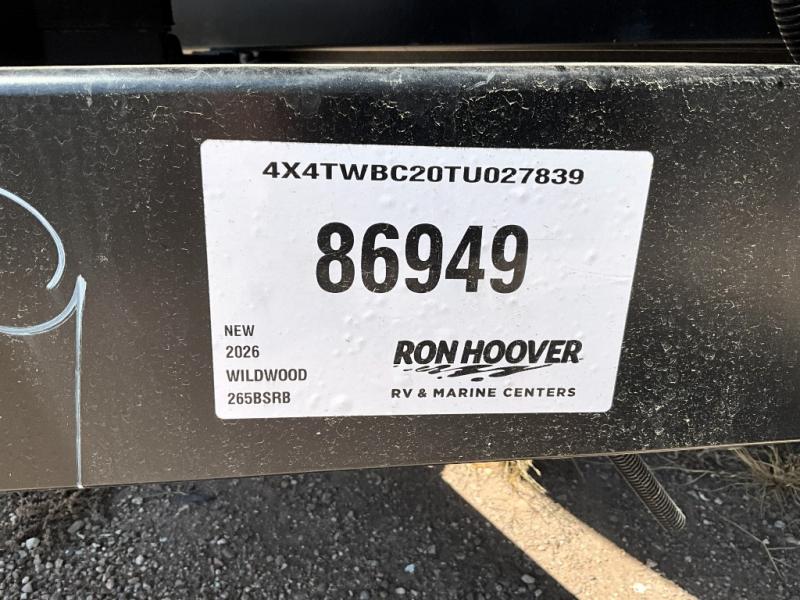 4X4TWBC20TU027839
86949
NEW
2026
WILDWOOD
265BSRB
RON HOOVER
RV & MARINE CENTERS